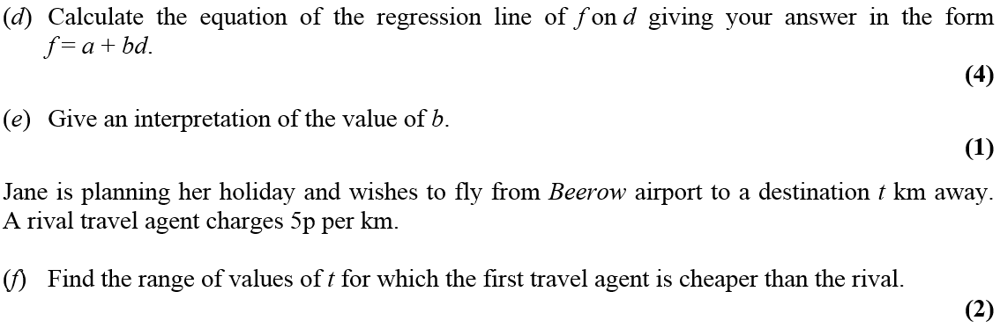 (d) Calculate the equation of the regression line of f on d giving your answer in the form
f = a + bd.
(4)
(e) Give an interpretation of the value of b.
(1)
Jane is planning her holiday and wishes to fly from Beerow airport to a destination t km away.
A rival travel agent charges 5p per km.
(f) Find the range of values of t for which the first travel agent is cheaper than the rival.
(2)